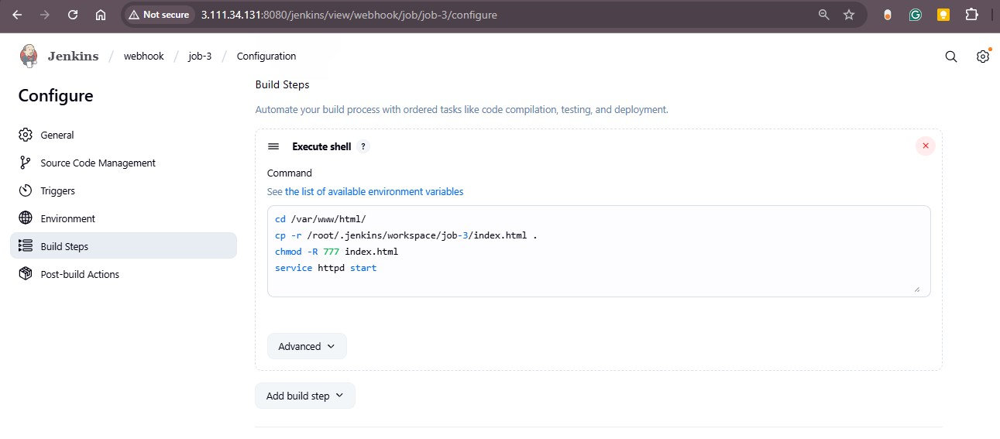 Not secure 3.111.34.131:8080/jenkins/view/webhook/job/job-3/configure
Jenkins / webhook / job-3 / Configuration
Configure
General
Source Code Management
Triggers
Environment
Build Steps
Post-build Actions
Build Steps
Automate your build process with ordered tasks like code compilation, testing, and deployment.
Execute shell ?
Command
See the list of available environment variables
cd /var/www/html/
cp -r /root/.jenkins/workspace/job-3/index.html .
chmod -R 777 index.html
service httpd start
Advanced
Add build step